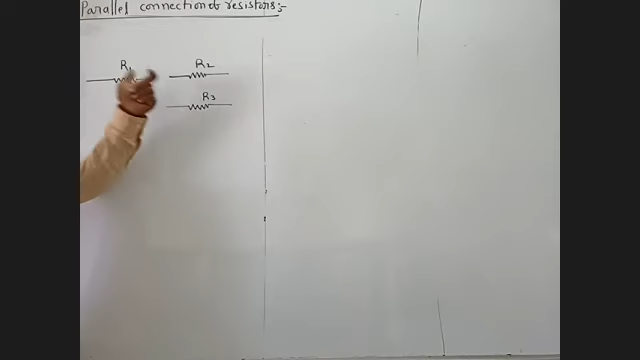 Parallel connection of resistors:-
R1 R2
R3